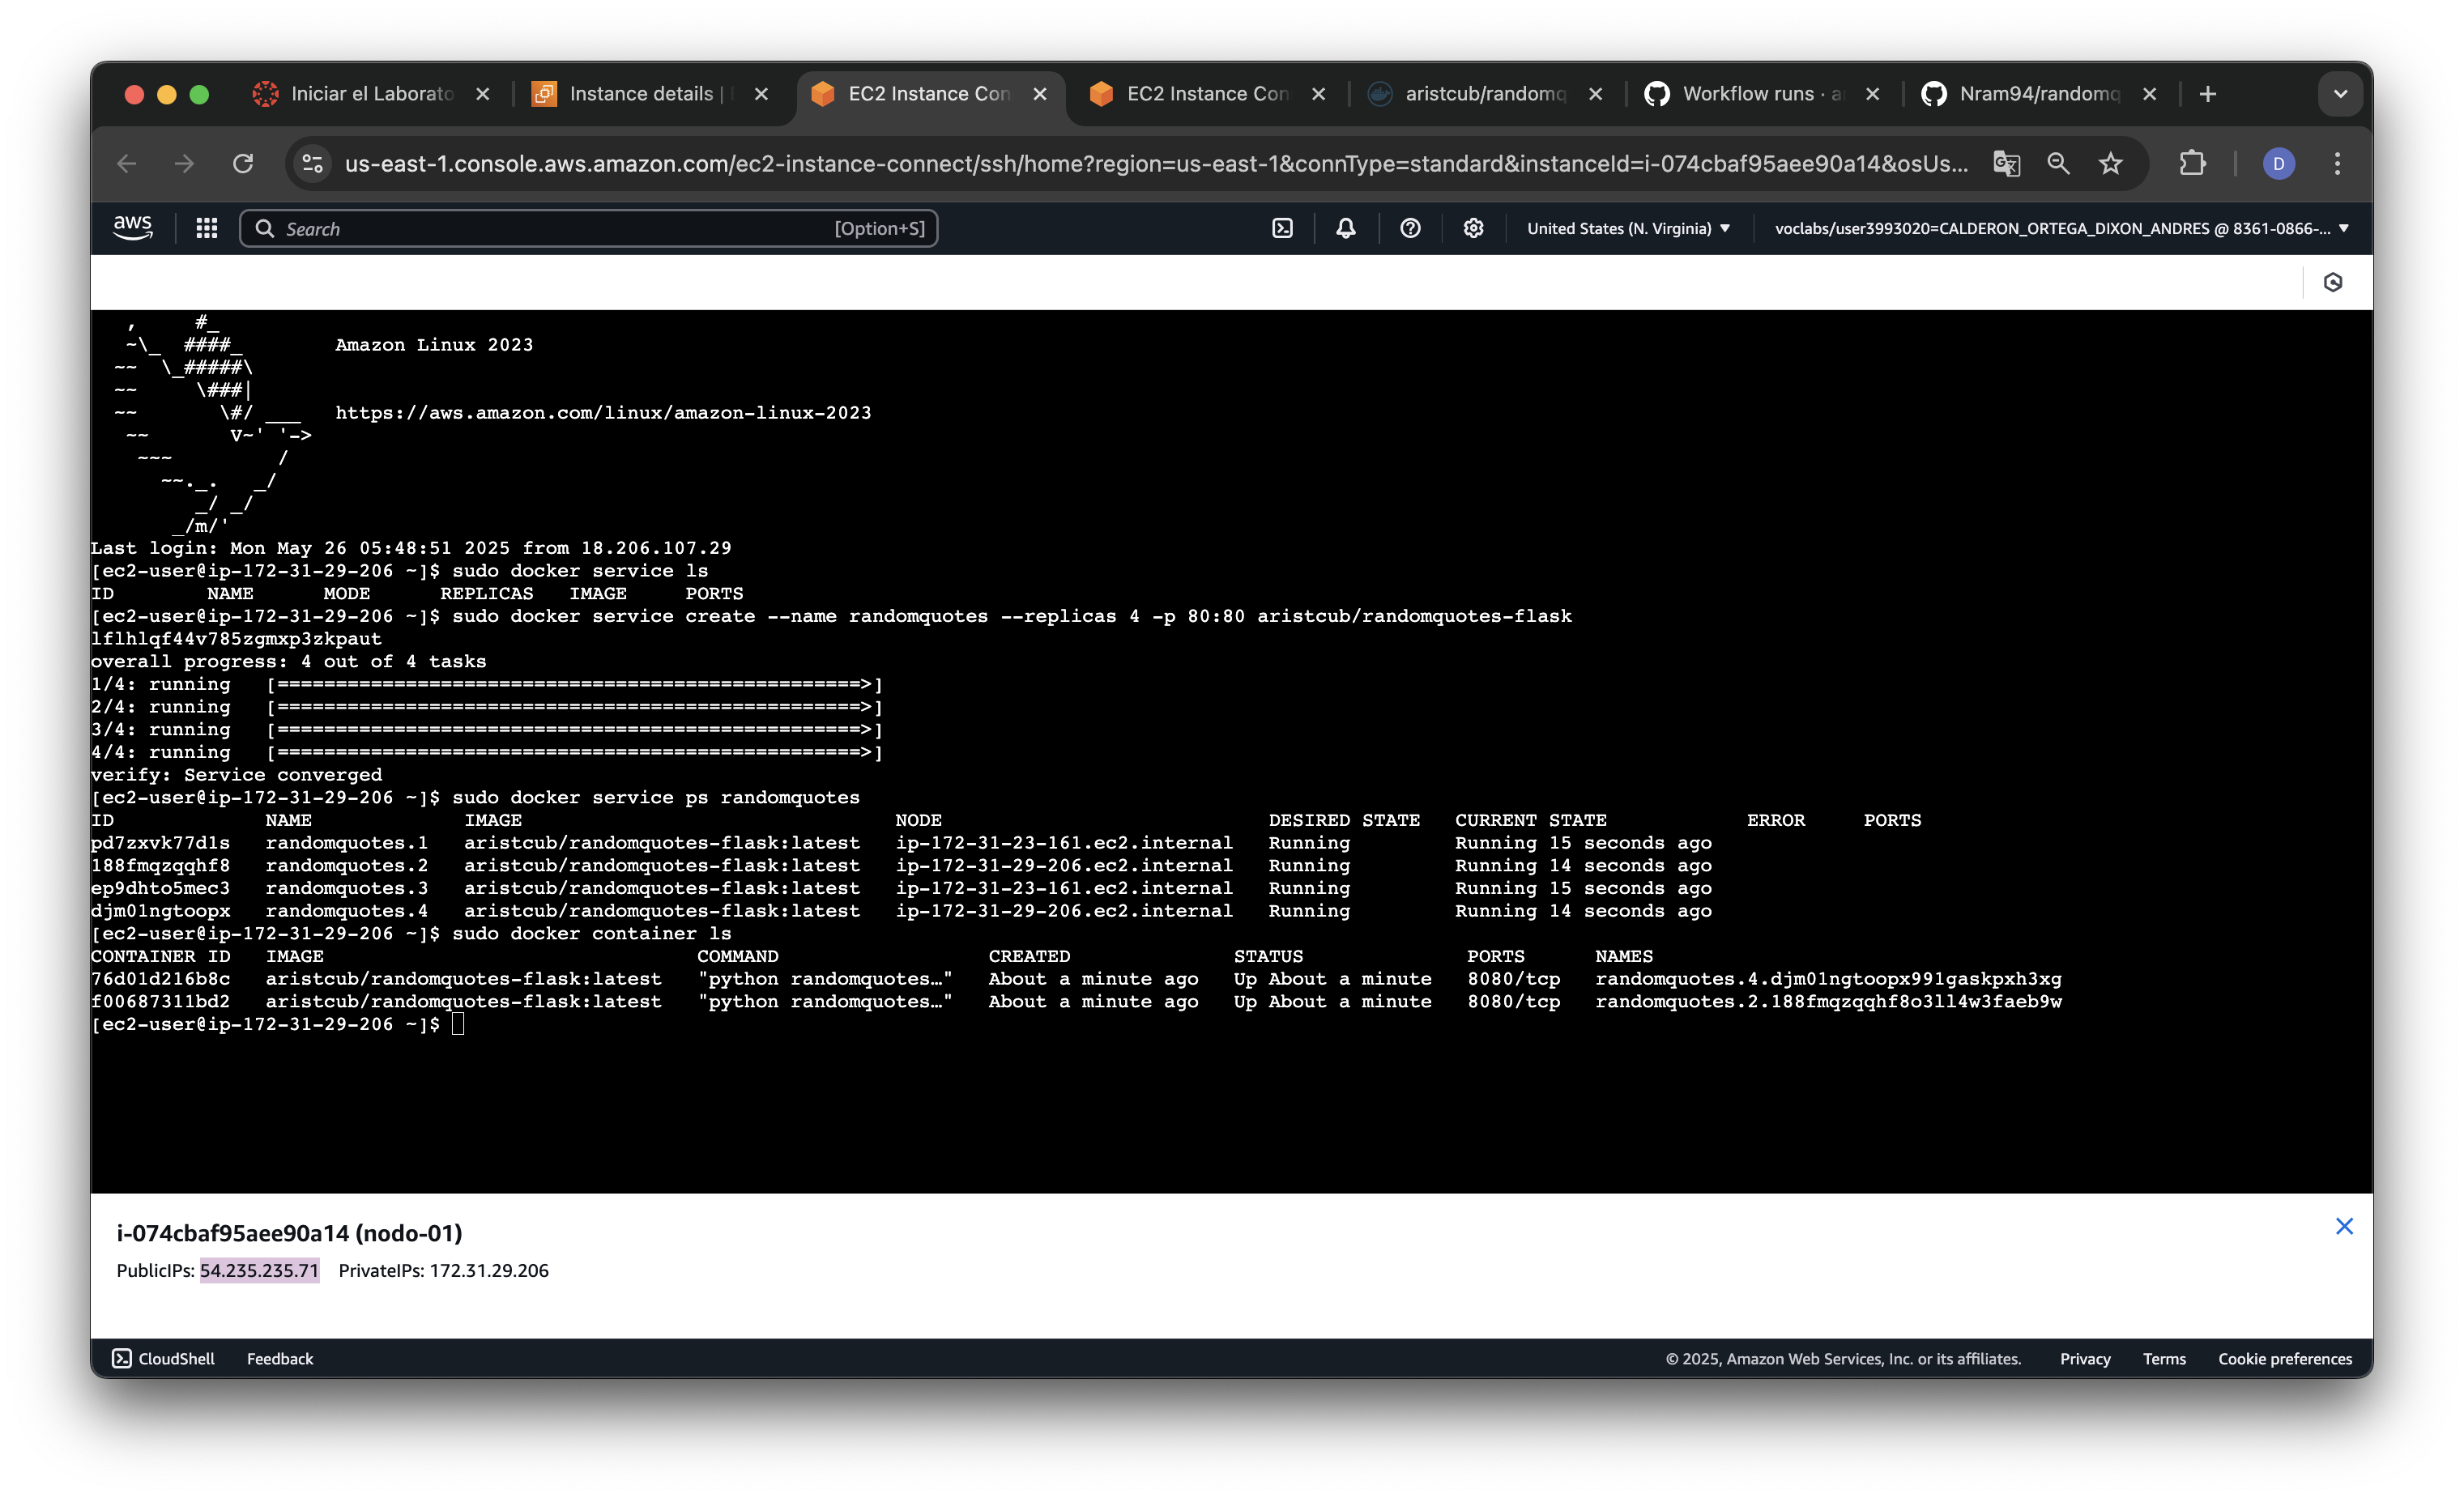 Iniciar el Laborato
Instance details |
EC2 Instance Con
EC2 Instance Con
aristcub/randomq
Workflow runs · a
Nram94/randomq
us-east-1.console.aws.amazon.com/ec2-instance-connect/ssh/home?region=us-east-1&connType=standard&instanceId=i-074cbaf95aee90a14&osUs...
D
aws
Search
[Option+S]
United States (N. Virginia)
voclabs/user3993020=CALDERON_ORTEGA_DIXON_ANDRES @ 8361-0866-...
   ,     #_
   ~\_  ####_        Amazon Linux 2023
  ~~  \_#####\
  ~~     \###|
  ~~       \#/ ___   https://aws.amazon.com/linux/amazon-linux-2023
   ~~       V~' '->
    ~~~         /
      ~~._.   _/
         _/ _/
       _/m/'
Last login: Mon May 26 05:48:51 2025 from 18.206.107.29
[ec2-user@ip-172-31-29-206 ~]$ sudo docker service ls
ID        NAME      MODE      REPLICAS   IMAGE     PORTS
[ec2-user@ip-172-31-29-206 ~]$ sudo docker service create --name randomquotes --replicas 4 -p 80:80 aristcub/randomquotes-flask
lflhlqf44v785zgmxp3zkpaut
overall progress: 4 out of 4 tasks
1/4: running   [==================================================>]
2/4: running   [==================================================>]
3/4: running   [==================================================>]
4/4: running   [==================================================>]
verify: Service converged
[ec2-user@ip-172-31-29-206 ~]$ sudo docker service ps randomquotes
ID             NAME             IMAGE                                NODE                            DESIRED STATE   CURRENT STATE            ERROR     PORTS
pd7zxvk77d1s   randomquotes.1   aristcub/randomquotes-flask:latest   ip-172-31-23-161.ec2.internal   Running         Running 15 seconds ago
188fmqzqqhf8   randomquotes.2   aristcub/randomquotes-flask:latest   ip-172-31-29-206.ec2.internal   Running         Running 14 seconds ago
ep9dhto5mec3   randomquotes.3   aristcub/randomquotes-flask:latest   ip-172-31-23-161.ec2.internal   Running         Running 15 seconds ago
djm01ngtoopx   randomquotes.4   aristcub/randomquotes-flask:latest   ip-172-31-29-206.ec2.internal   Running         Running 14 seconds ago
[ec2-user@ip-172-31-29-206 ~]$ sudo docker container ls
CONTAINER ID   IMAGE                                COMMAND                  CREATED              STATUS              PORTS      NAMES
76d01d216b8c   aristcub/randomquotes-flask:latest   "python randomquotes…"   About a minute ago   Up About a minute   8080/tcp   randomquotes.4.djm01ngtoopx991gaskpxh3xg
f00687311bd2   aristcub/randomquotes-flask:latest   "python randomquotes…"   About a minute ago   Up About a minute   8080/tcp   randomquotes.2.188fmqzqqhf8o3ll4w3faeb9w
[ec2-user@ip-172-31-29-206 ~]$
i-074cbaf95aee90a14 (nodo-01)
PublicIPs: 54.235.235.71    PrivateIPs: 172.31.29.206
CloudShell
Feedback
© 2025, Amazon Web Services, Inc. or its affiliates.
Privacy
Terms
Cookie preferences